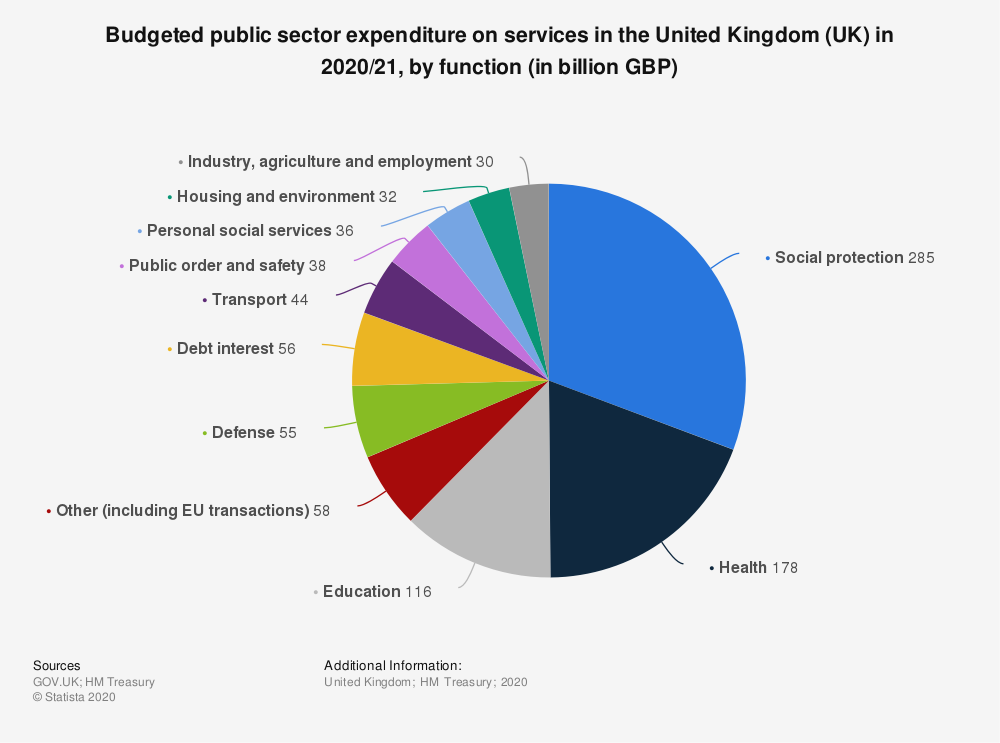 Budgeted public sector expenditure on services in the United Kingdom (UK) in
2020/21, by function (in billion GBP)
Industry, agriculture and employment 30
Housing and environment 32
Personal social services 36
Public order and safety 38
Transport 44
Debt interest 56
Defense 55
Other (including EU transactions) 58
Education 116
Social protection 285
Health 178
Sources
GOV.UK; HM Treasury
© Statista 2020
Additional Information:
United Kingdom; HM Treasury; 2020